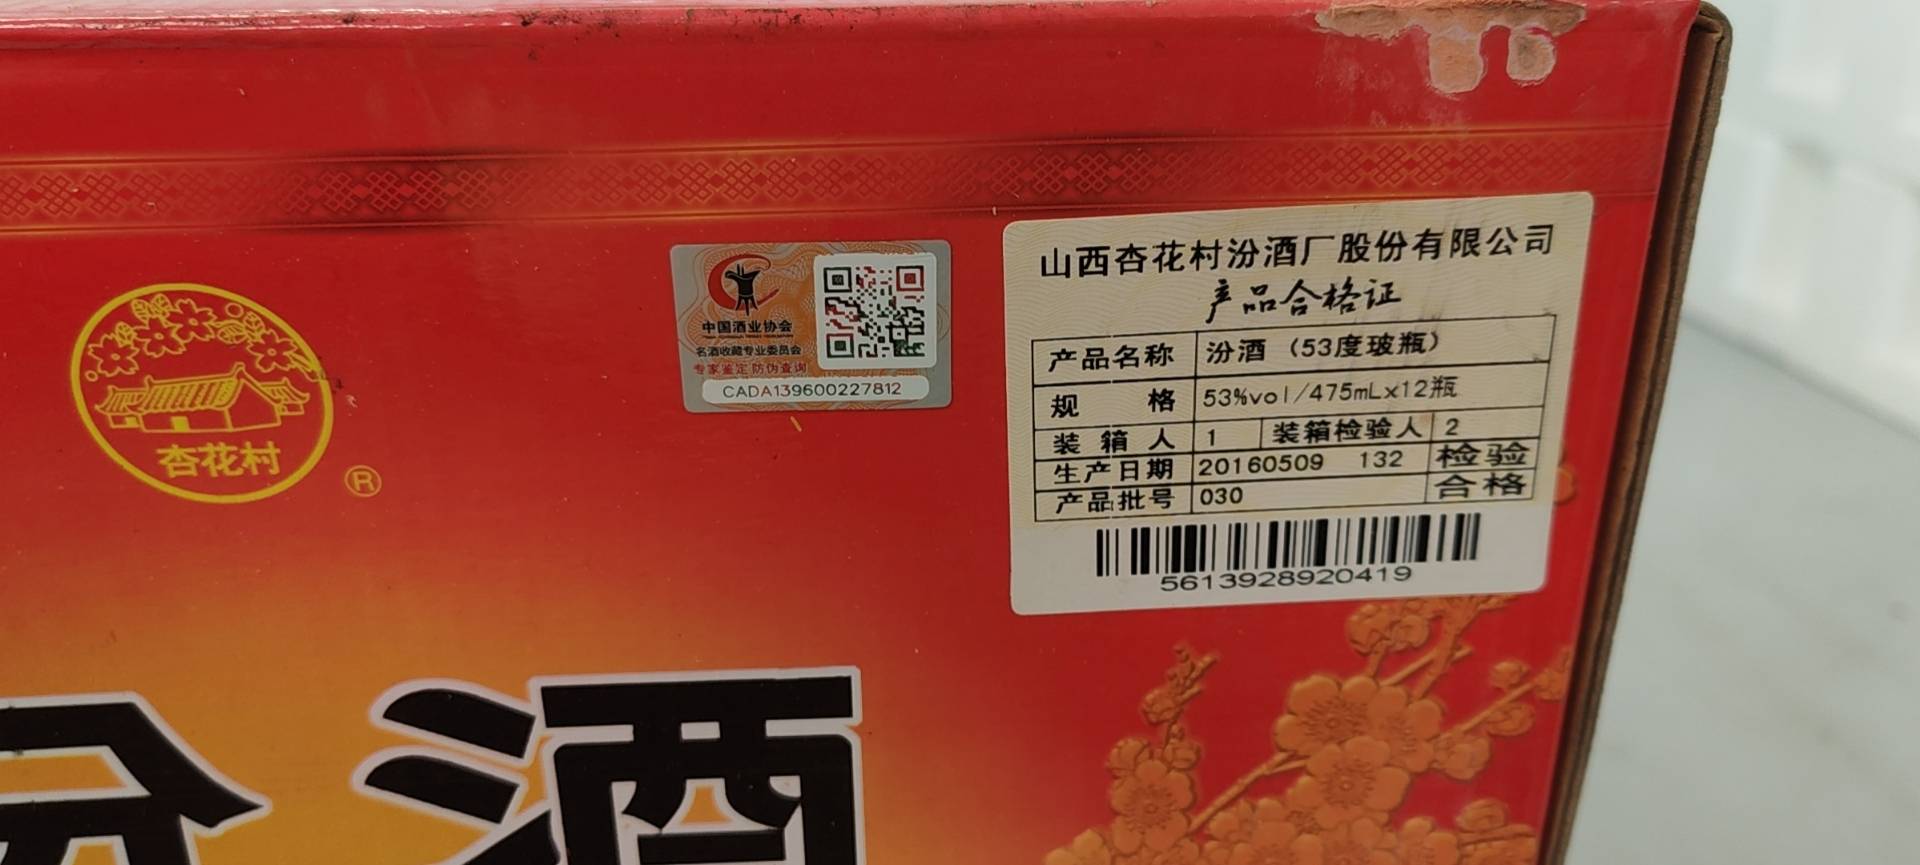 杏花村
®
中国酒业协会
名酒收藏专业委员会
专家鉴定 防伪查询
CADA139600227812
山西杏花村汾酒厂股份有限公司
产品合格证
产品名称 汾酒（53度玻瓶）
规 格 53%vol/475mLx12瓶
装 箱 人 1 装箱检验人 2
生产日期 20160509 132 检验
产品批号 030 合格
5613928920419
汾酒